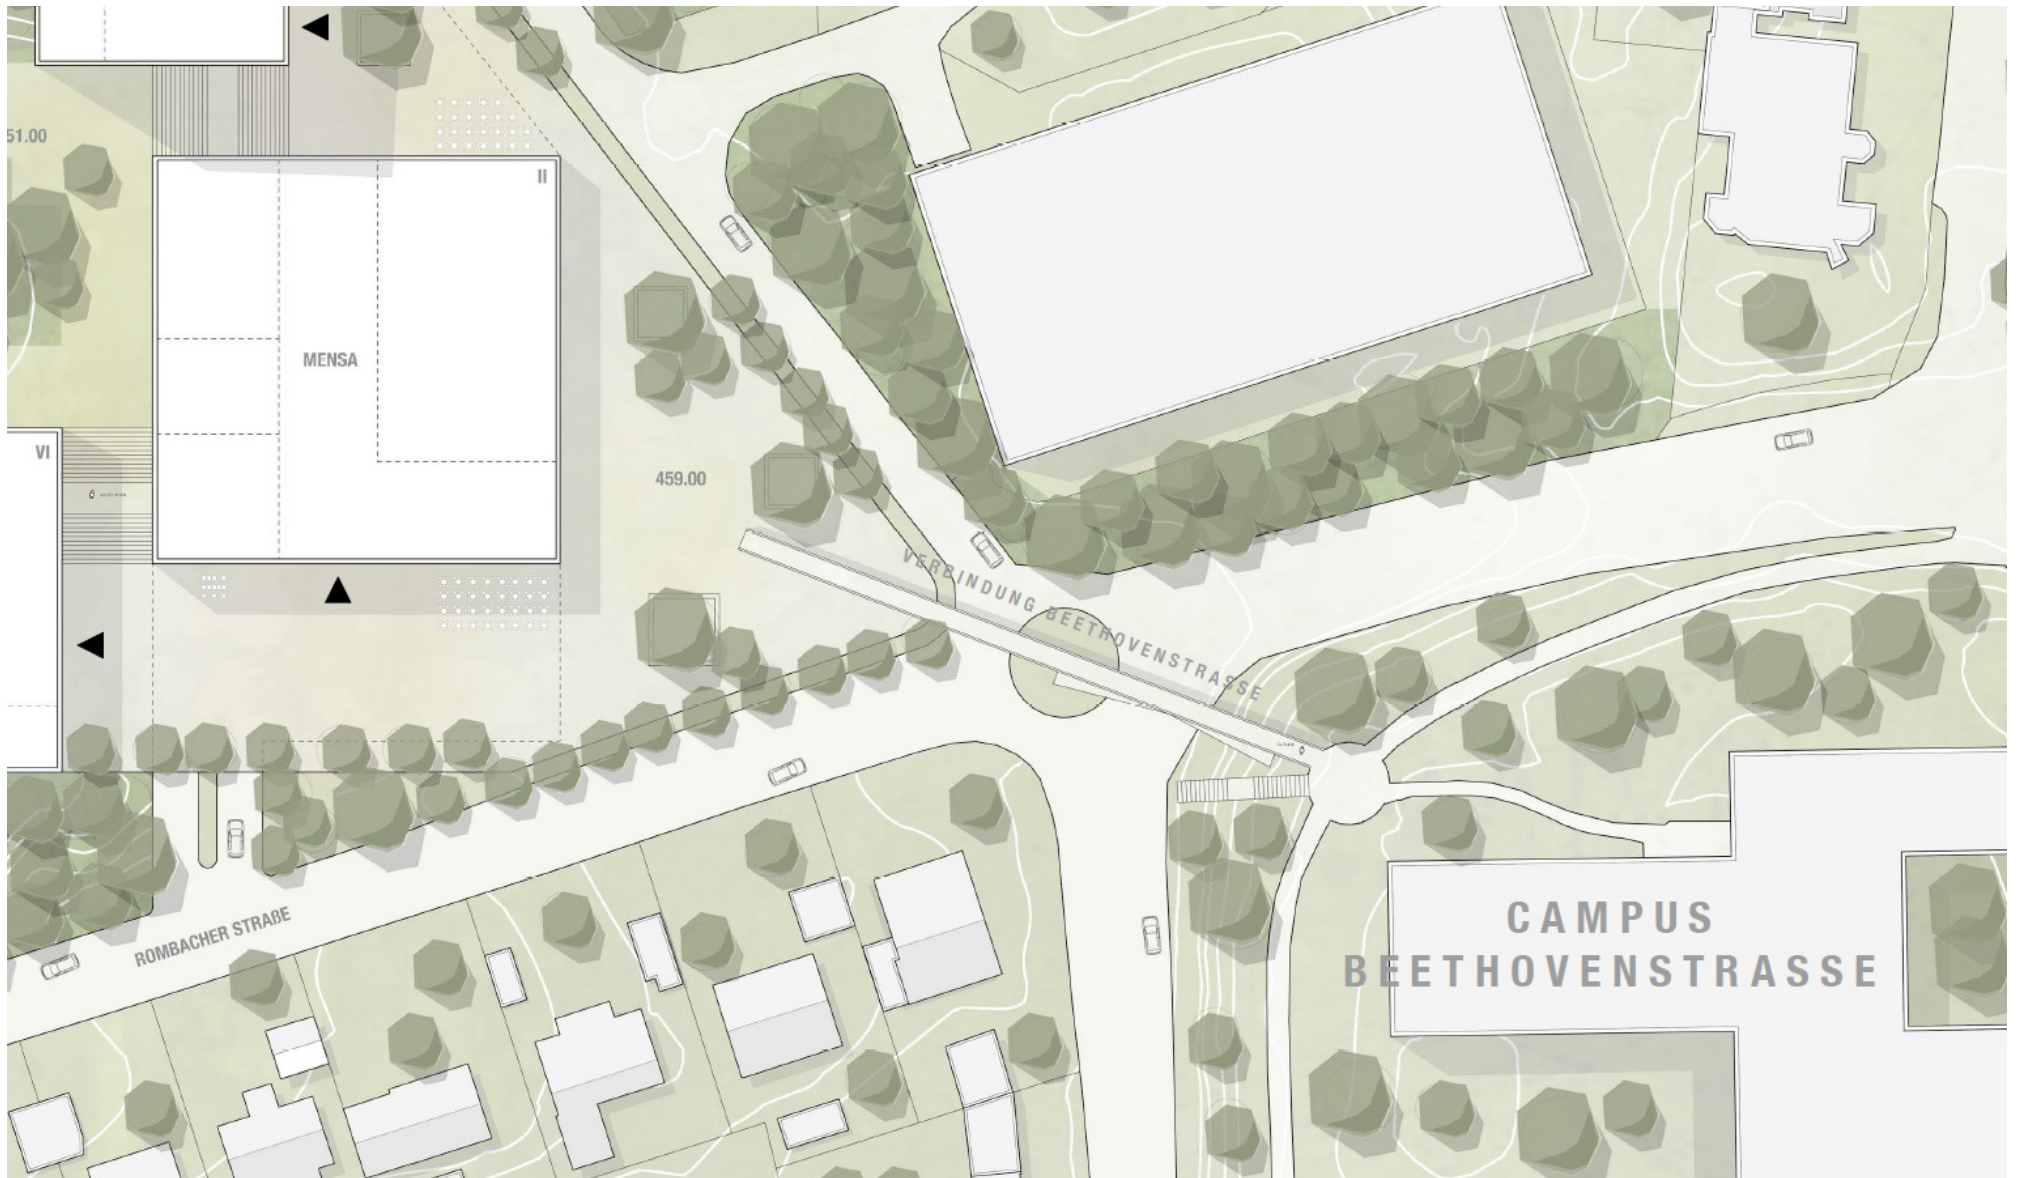 51.00
II
MENSA
VI
459.00
VERBINDUNG BEETHOVENSTRASSE
ROMBACHER STRAßE
CAMPUS
BEETHOVENSTRASSE